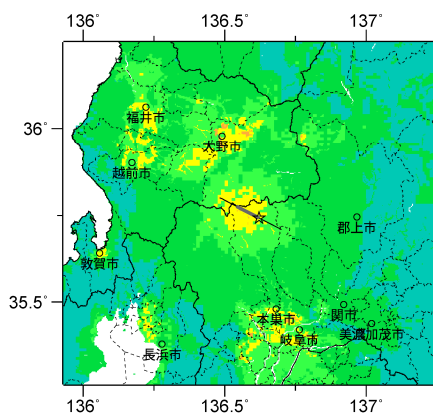 136° 136.5° 137°
36°
35.5°
福井市
大野市
越前市
郡上市
敦賀市
本巣市
関市
岐阜市
美濃加茂市
長浜市
136° 136.5° 137°